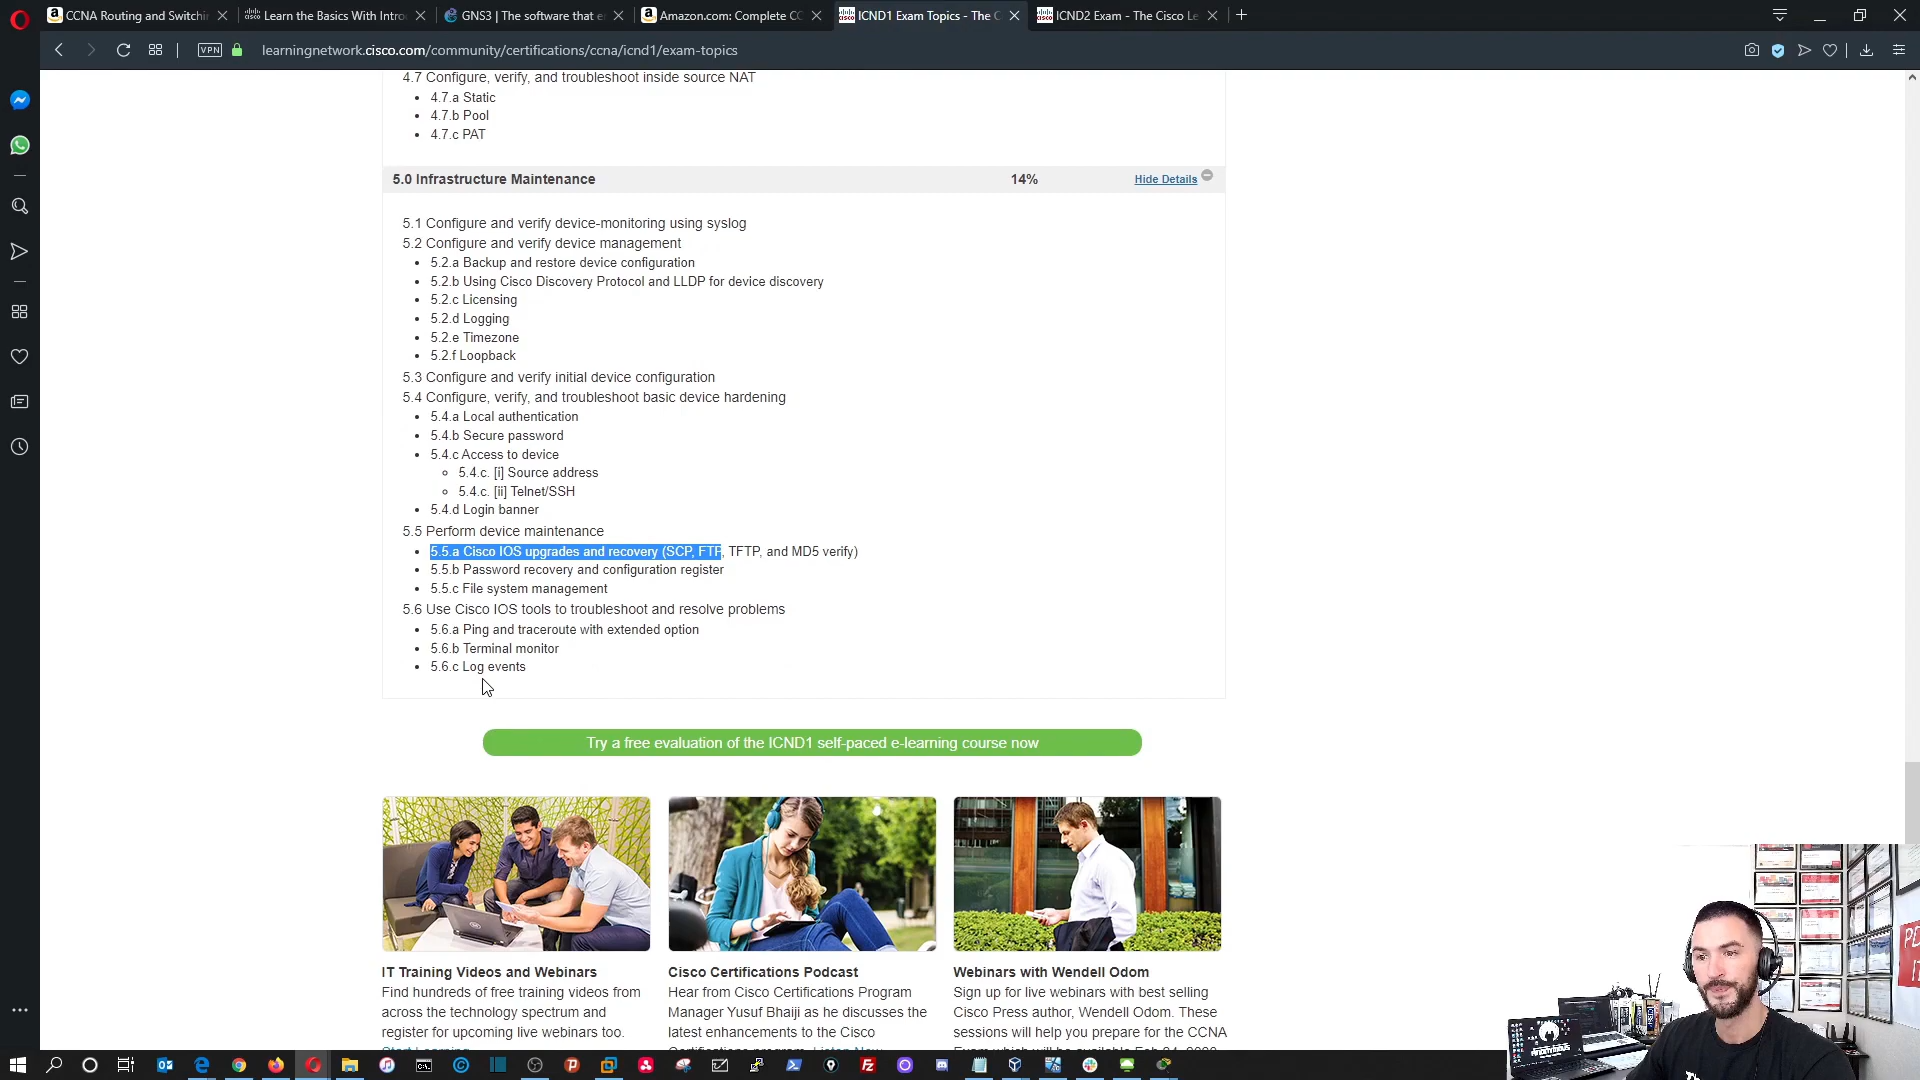 CCNA Routing and Switchin
Learn the Basics With Intro
GNS3 | The software that e
Amazon.com: Complete CC
ICND1 Exam Topics - The C
ICND2 Exam - The Cisco Le
VPN
learningnetwork.cisco.com/community/certifications/ccna/icnd1/exam-topics
4.7 Configure, verify, and troubleshoot inside source NAT
4.7.a Static
4.7.b Pool
4.7.c PAT
5.0 Infrastructure Maintenance 14% Hide Details
5.1 Configure and verify device-monitoring using syslog
5.2 Configure and verify device management
5.2.a Backup and restore device configuration
5.2.b Using Cisco Discovery Protocol and LLDP for device discovery
5.2.c Licensing
5.2.d Logging
5.2.e Timezone
5.2.f Loopback
5.3 Configure and verify initial device configuration
5.4 Configure, verify, and troubleshoot basic device hardening
5.4.a Local authentication
5.4.b Secure password
5.4.c Access to device
5.4.c. [i] Source address
5.4.c. [ii] Telnet/SSH
5.4.d Login banner
5.5 Perform device maintenance
5.5.a Cisco IOS upgrades and recovery (SCP, FTP, TFTP, and MD5 verify)
5.5.b Password recovery and configuration register
5.5.c File system management
5.6 Use Cisco IOS tools to troubleshoot and resolve problems
5.6.a Ping and traceroute with extended option
5.6.b Terminal monitor
5.6.c Log events
Try a free evaluation of the ICND1 self-paced e-learning course now
IT Training Videos and Webinars
Find hundreds of free training videos from
across the technology spectrum and
register for upcoming live webinars too.
Start Learning
Cisco Certifications Podcast
Hear from Cisco Certifications Program
Manager Yusuf Bhaiji as he discusses the
latest enhancements to the Cisco
Certifications program. Listen Now
Webinars with Wendell Odom
Sign up for live webinars with best selling
Cisco Press author, Wendell Odom. These
sessions will help you prepare for the CCNA
Exam which will be available Feb 24, 2020